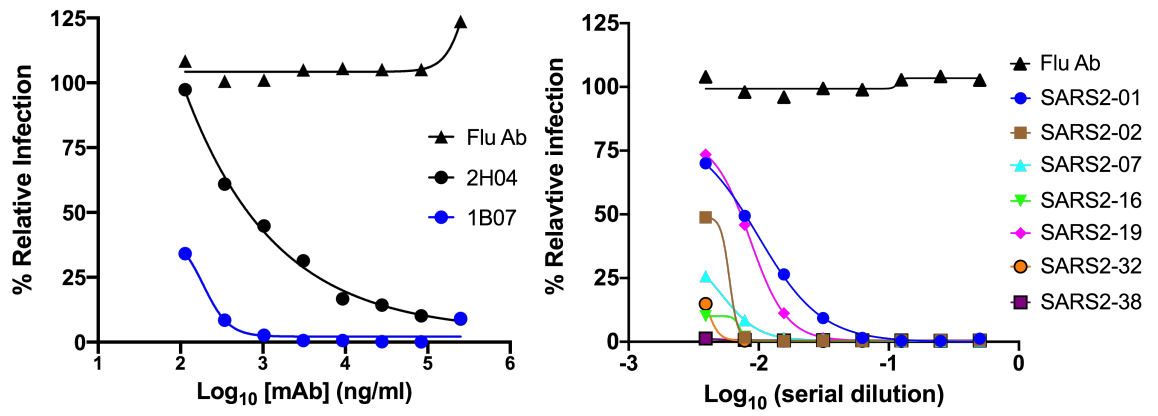 125
100
75
50
25
0
% Relative Infection
1
2
3
4
5
6
Log10 [mAb] (ng/ml)
Flu Ab
2H04
1B07
125
100
75
50
25
0
% Relavtive infection
-3
-2
-1
0
Log10 (serial dilution)
Flu Ab
SARS2-01
SARS2-02
SARS2-07
SARS2-16
SARS2-19
SARS2-32
SARS2-38